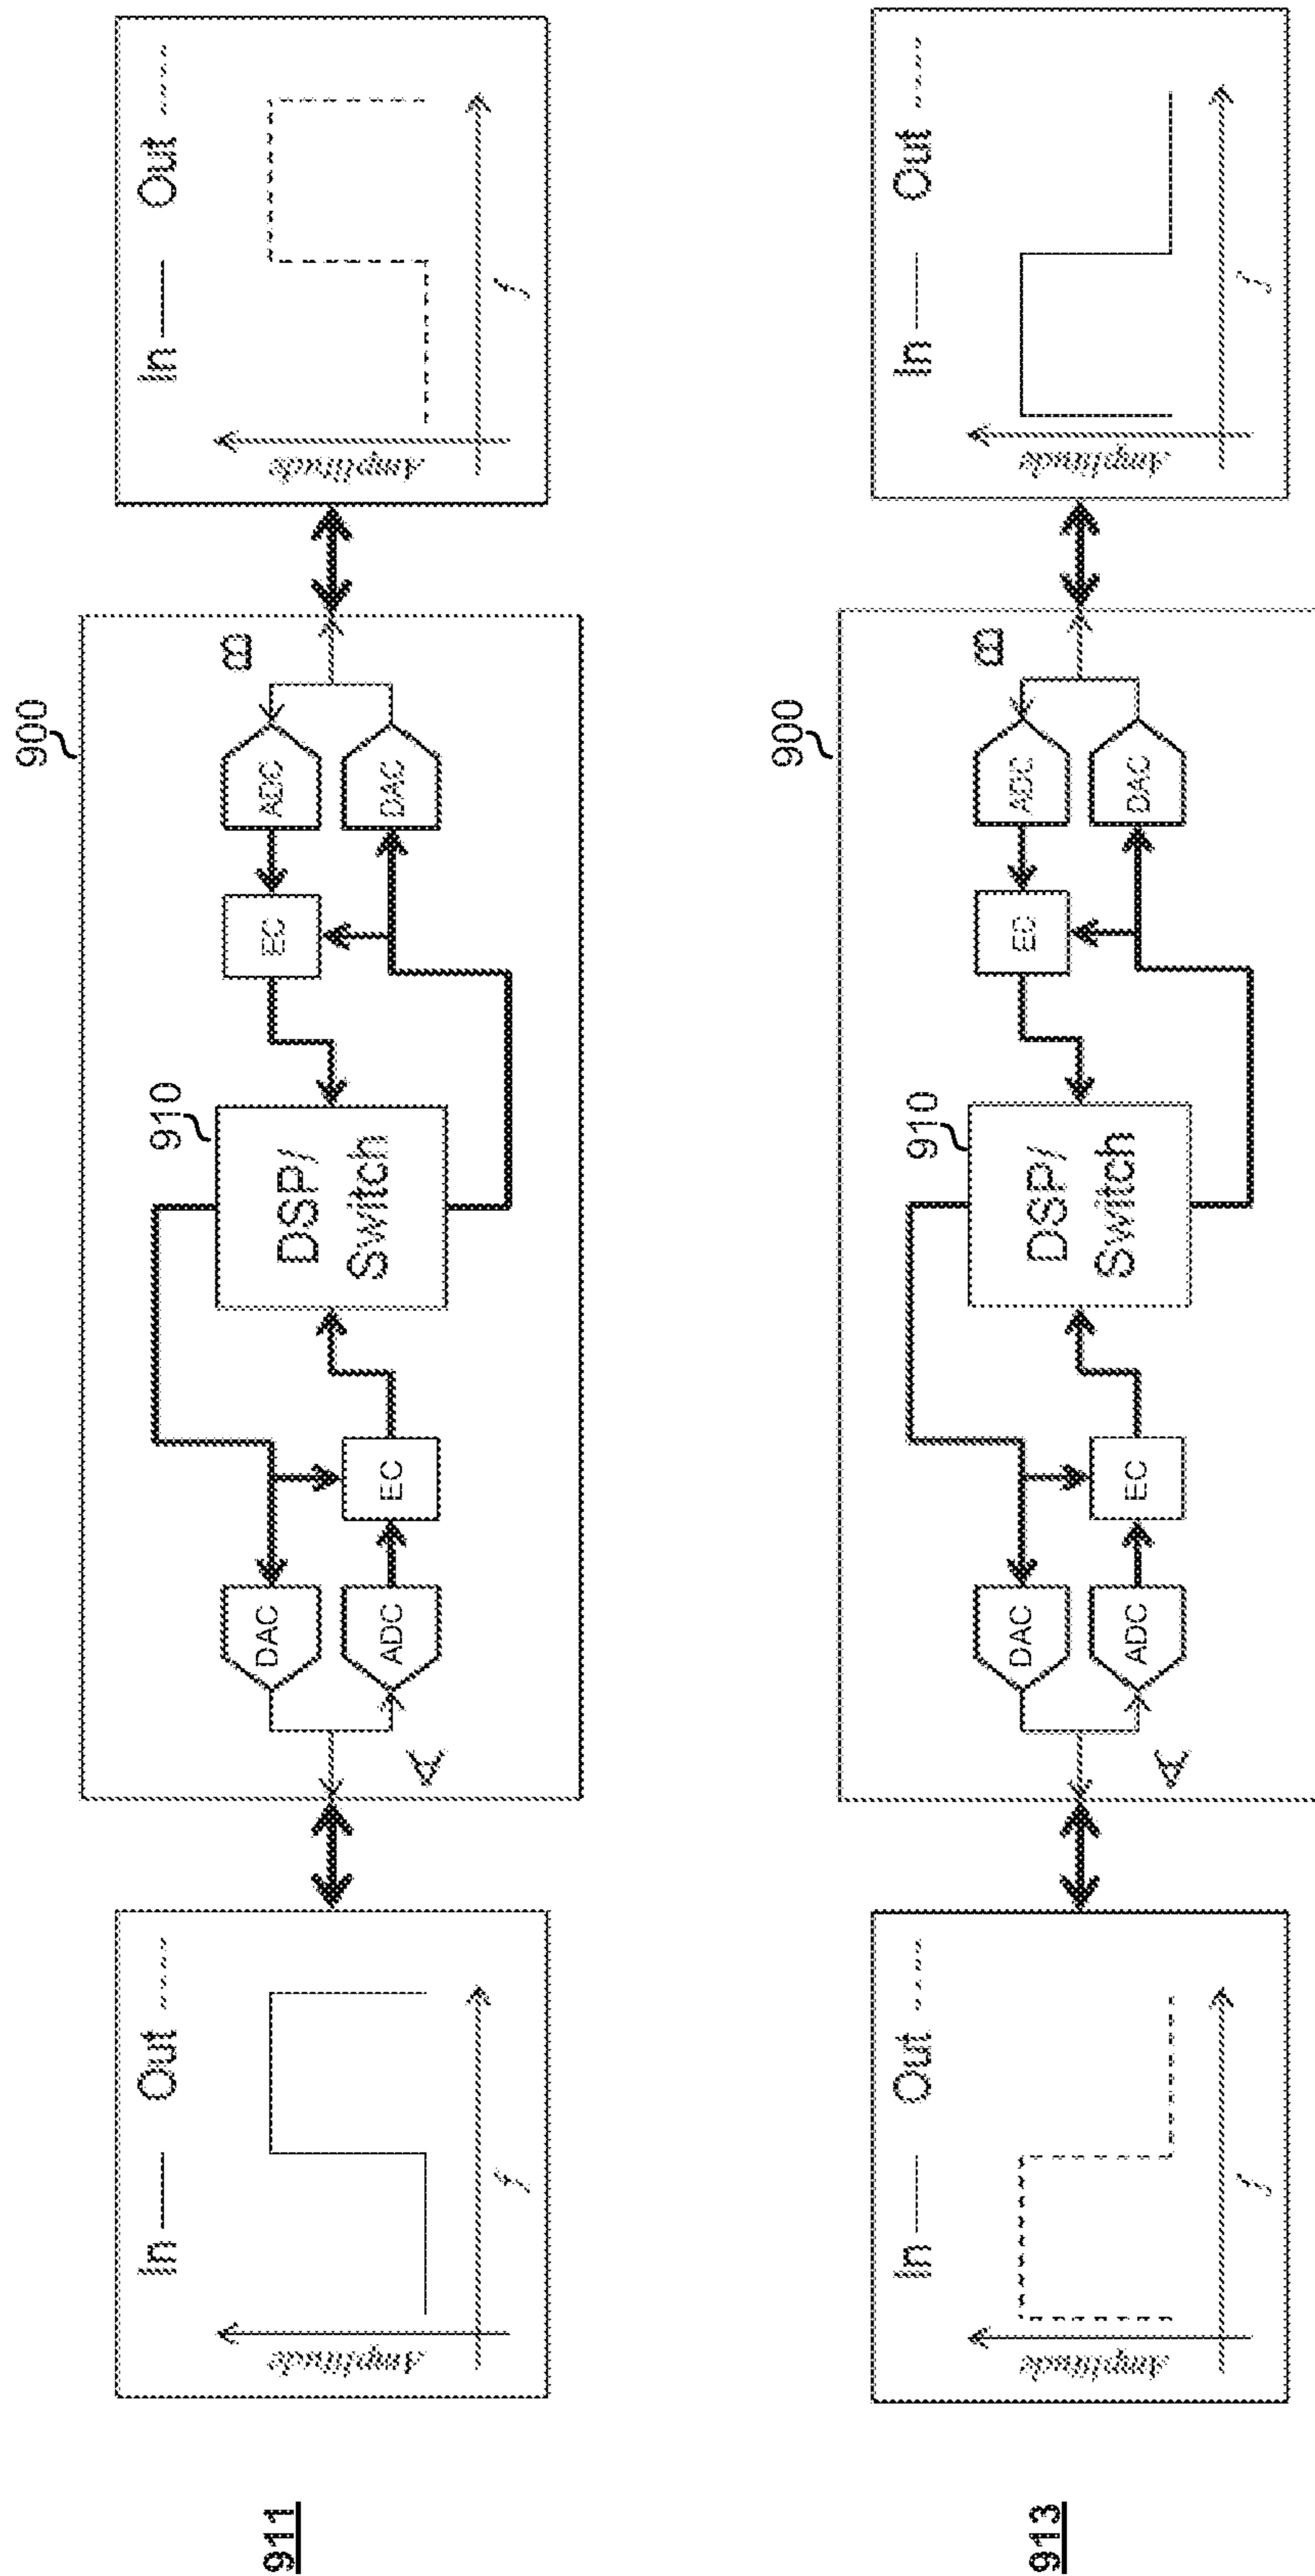 911
In Out
Amplitude
f
900
A
DAC
ADC
EC
910
DSP/
Switch
EC
ADC
DAC
B
In Out
Amplitude
f
913
In Out
Amplitude
f
900
A
DAC
ADC
EC
910
DSP/
Switch
EC
ADC
DAC
B
In Out
Amplitude
f